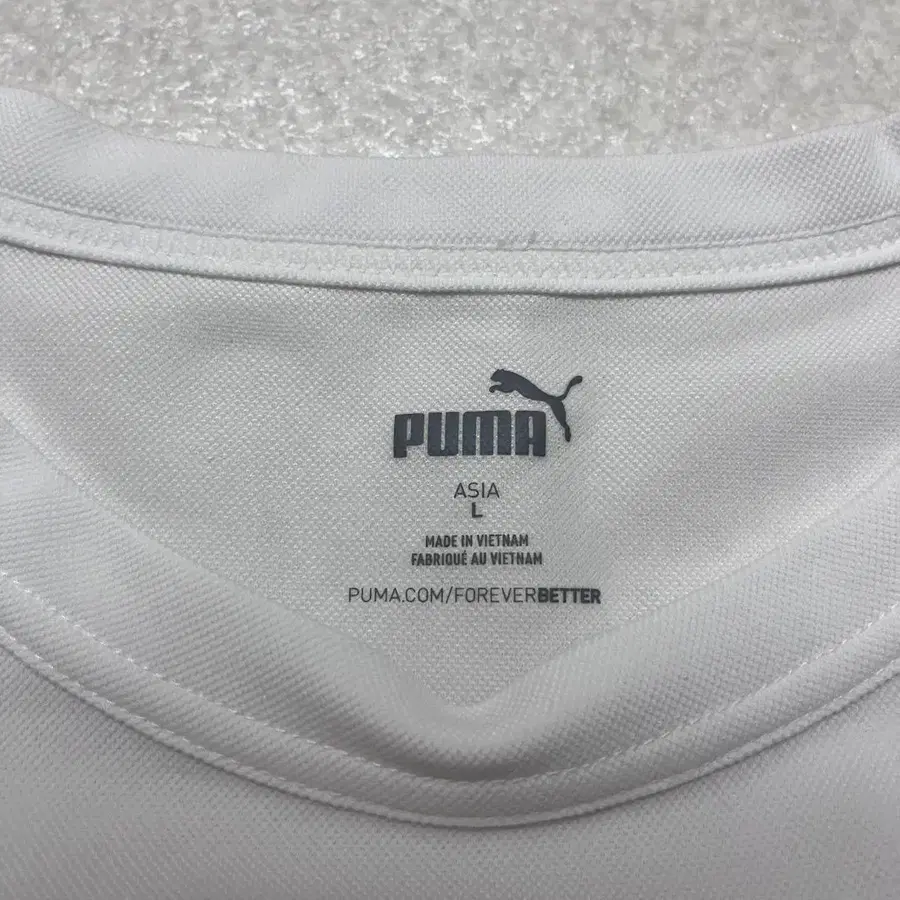 PUMA
ASIA
L
MADE IN VIETNAM
FABRIQUÉ AU VIETNAM
PUMA.COM/FOREVERBETTER